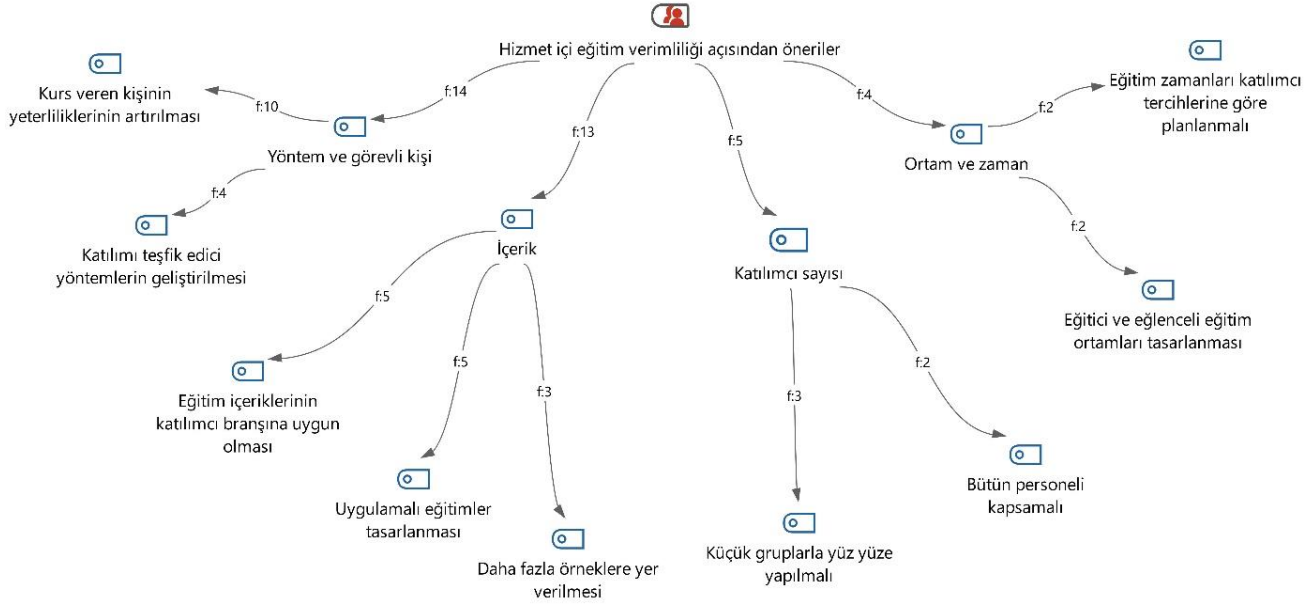 Hizmet içi eğitim verimliliği açısından öneriler
f:14
f:13
f:5
f:4
Yöntem ve görevli kişi
f:10
Kurs veren kişinin
yeterliliklerinin artırılması
f:4
Katılımı teşfik edici
yöntemlerin geliştirilmesi
İçerik
f:5
Eğitim içeriklerinin
katılımcı branşına uygun
olması
f:5
Uygulamalı eğitimler
tasarlanması
f:3
Daha fazla örneklere yer
verilmesi
Katılımcı sayısı
f:3
Küçük gruplarla yüz yüze
yapılmalı
f:2
Bütün personeli
kapsamalı
Ortam ve zaman
f:2
Eğitim zamanları katılımcı
tercihlerine göre
planlanmalı
f:2
Eğitici ve eğlenceli eğitim
ortamları tasarlanması